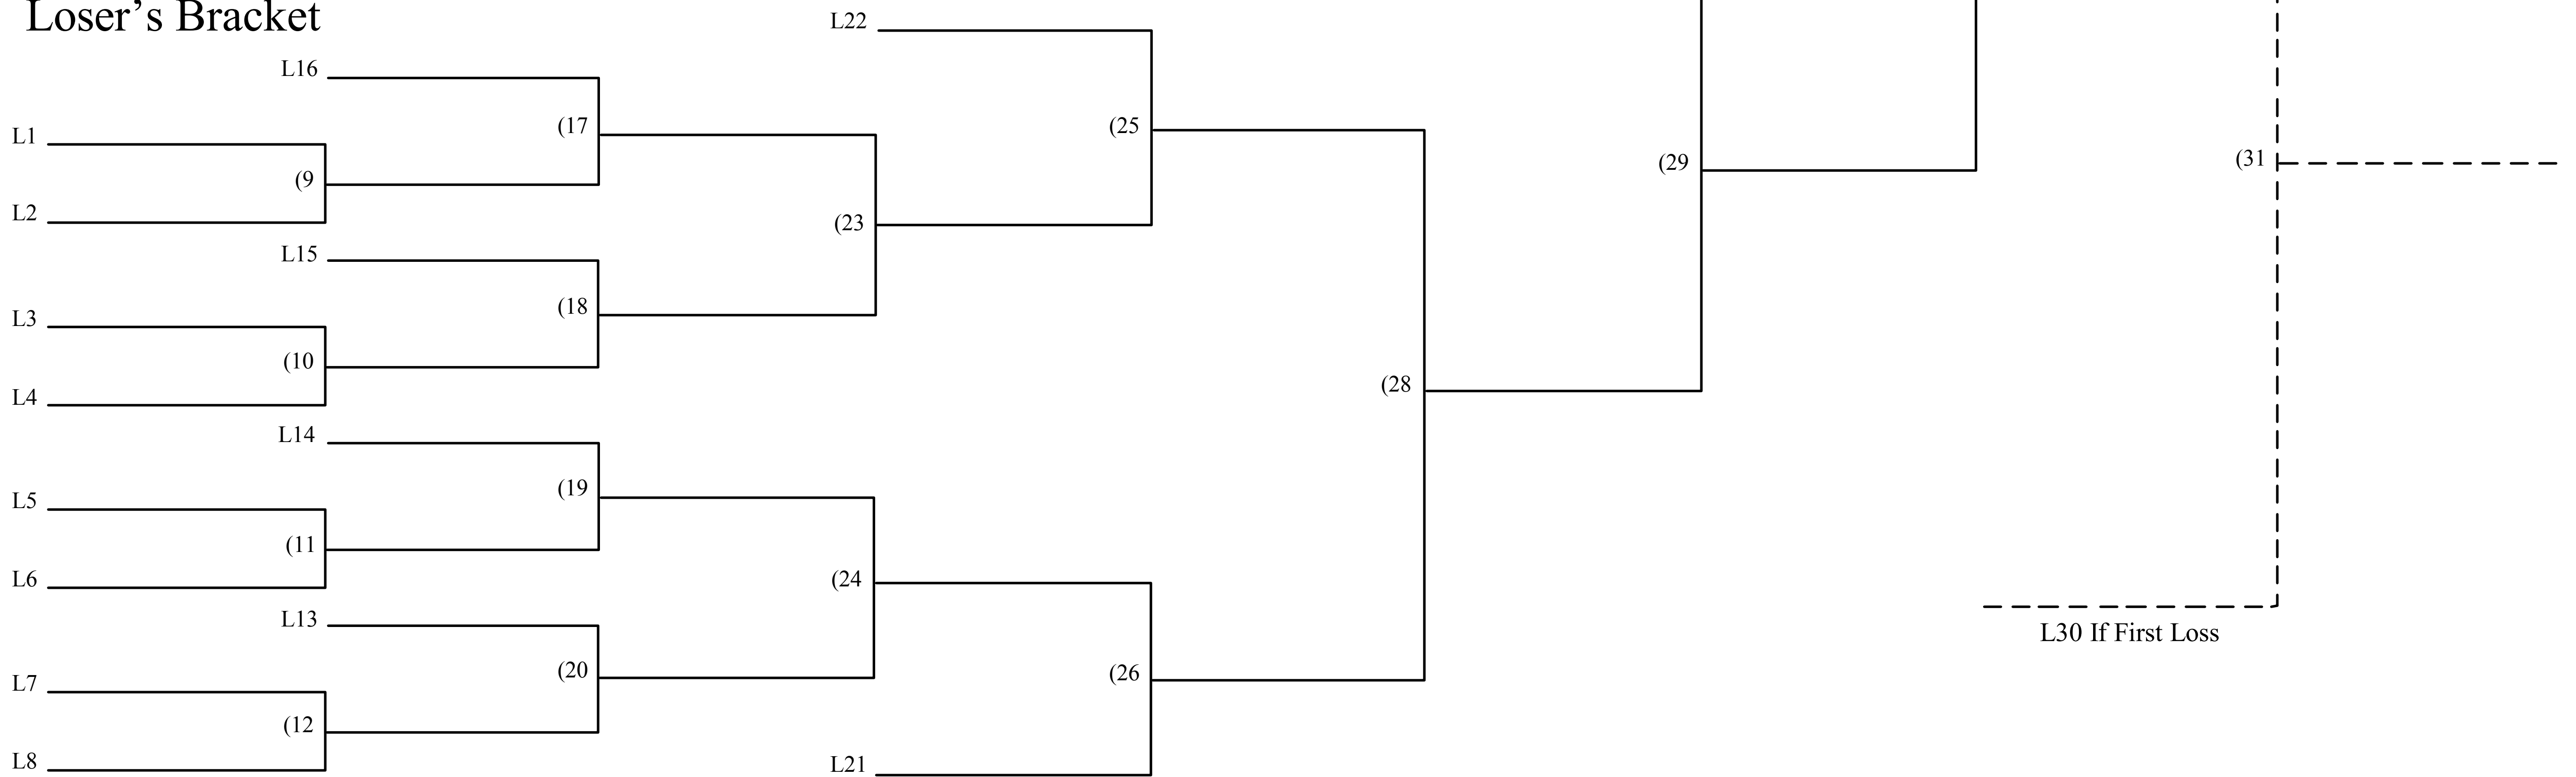 Loser's Bracket
L22
L16
L1
(17
(25
(9
(29
(31
L2
(23
L15
L3
(18
(10
(28
L4
L14
L5
(19
(11
L6
(24
L13
L7
(20
(26
(12
L8
L21
L30 If First Loss